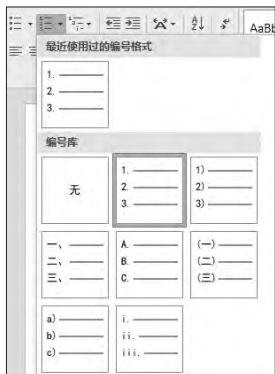 AaBb
最近使用过的编号格式
1.
2.
3.
编号库
无
1.
2.
3.
1)
2)
3)
一、
二、
三、
A.
B.
C.
(一)
(二)
(三)
a)
b)
c)
i.
ii.
iii.